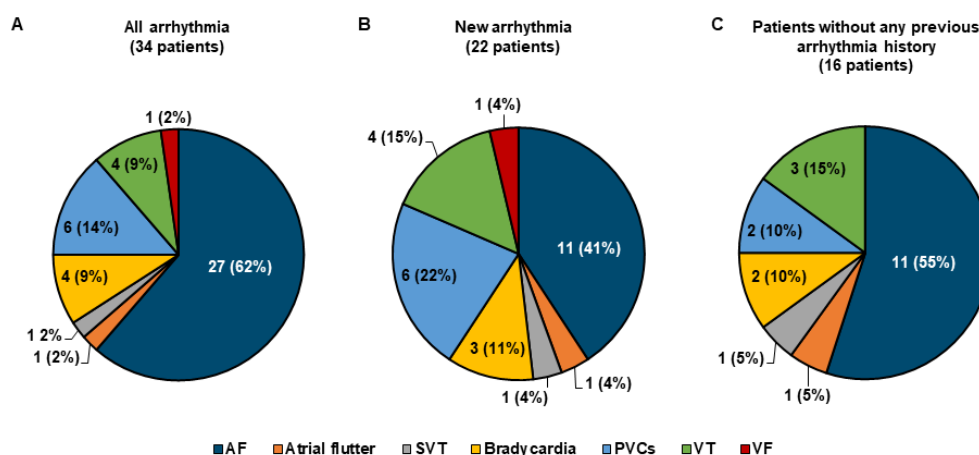 A
All arrhythmia
(34 patients)
1 (2%)
4 (9%)
6 (14%)
27 (62%)
4 (9%)
1 2%
1 (2%)
B
New arrhythmia
(22 patients)
1 (4%)
4 (15%)
11 (41%)
6 (22%)
3 (11%)
1 (4%)
1 (4%)
C
Patients without any previous
arrhythmia history
(16 patients)
3 (15%)
2 (10%)
11 (55%)
2 (10%)
1 (5%)
1 (5%)
AF Atrial flutter SVT Bradycardia PVCs VT VF